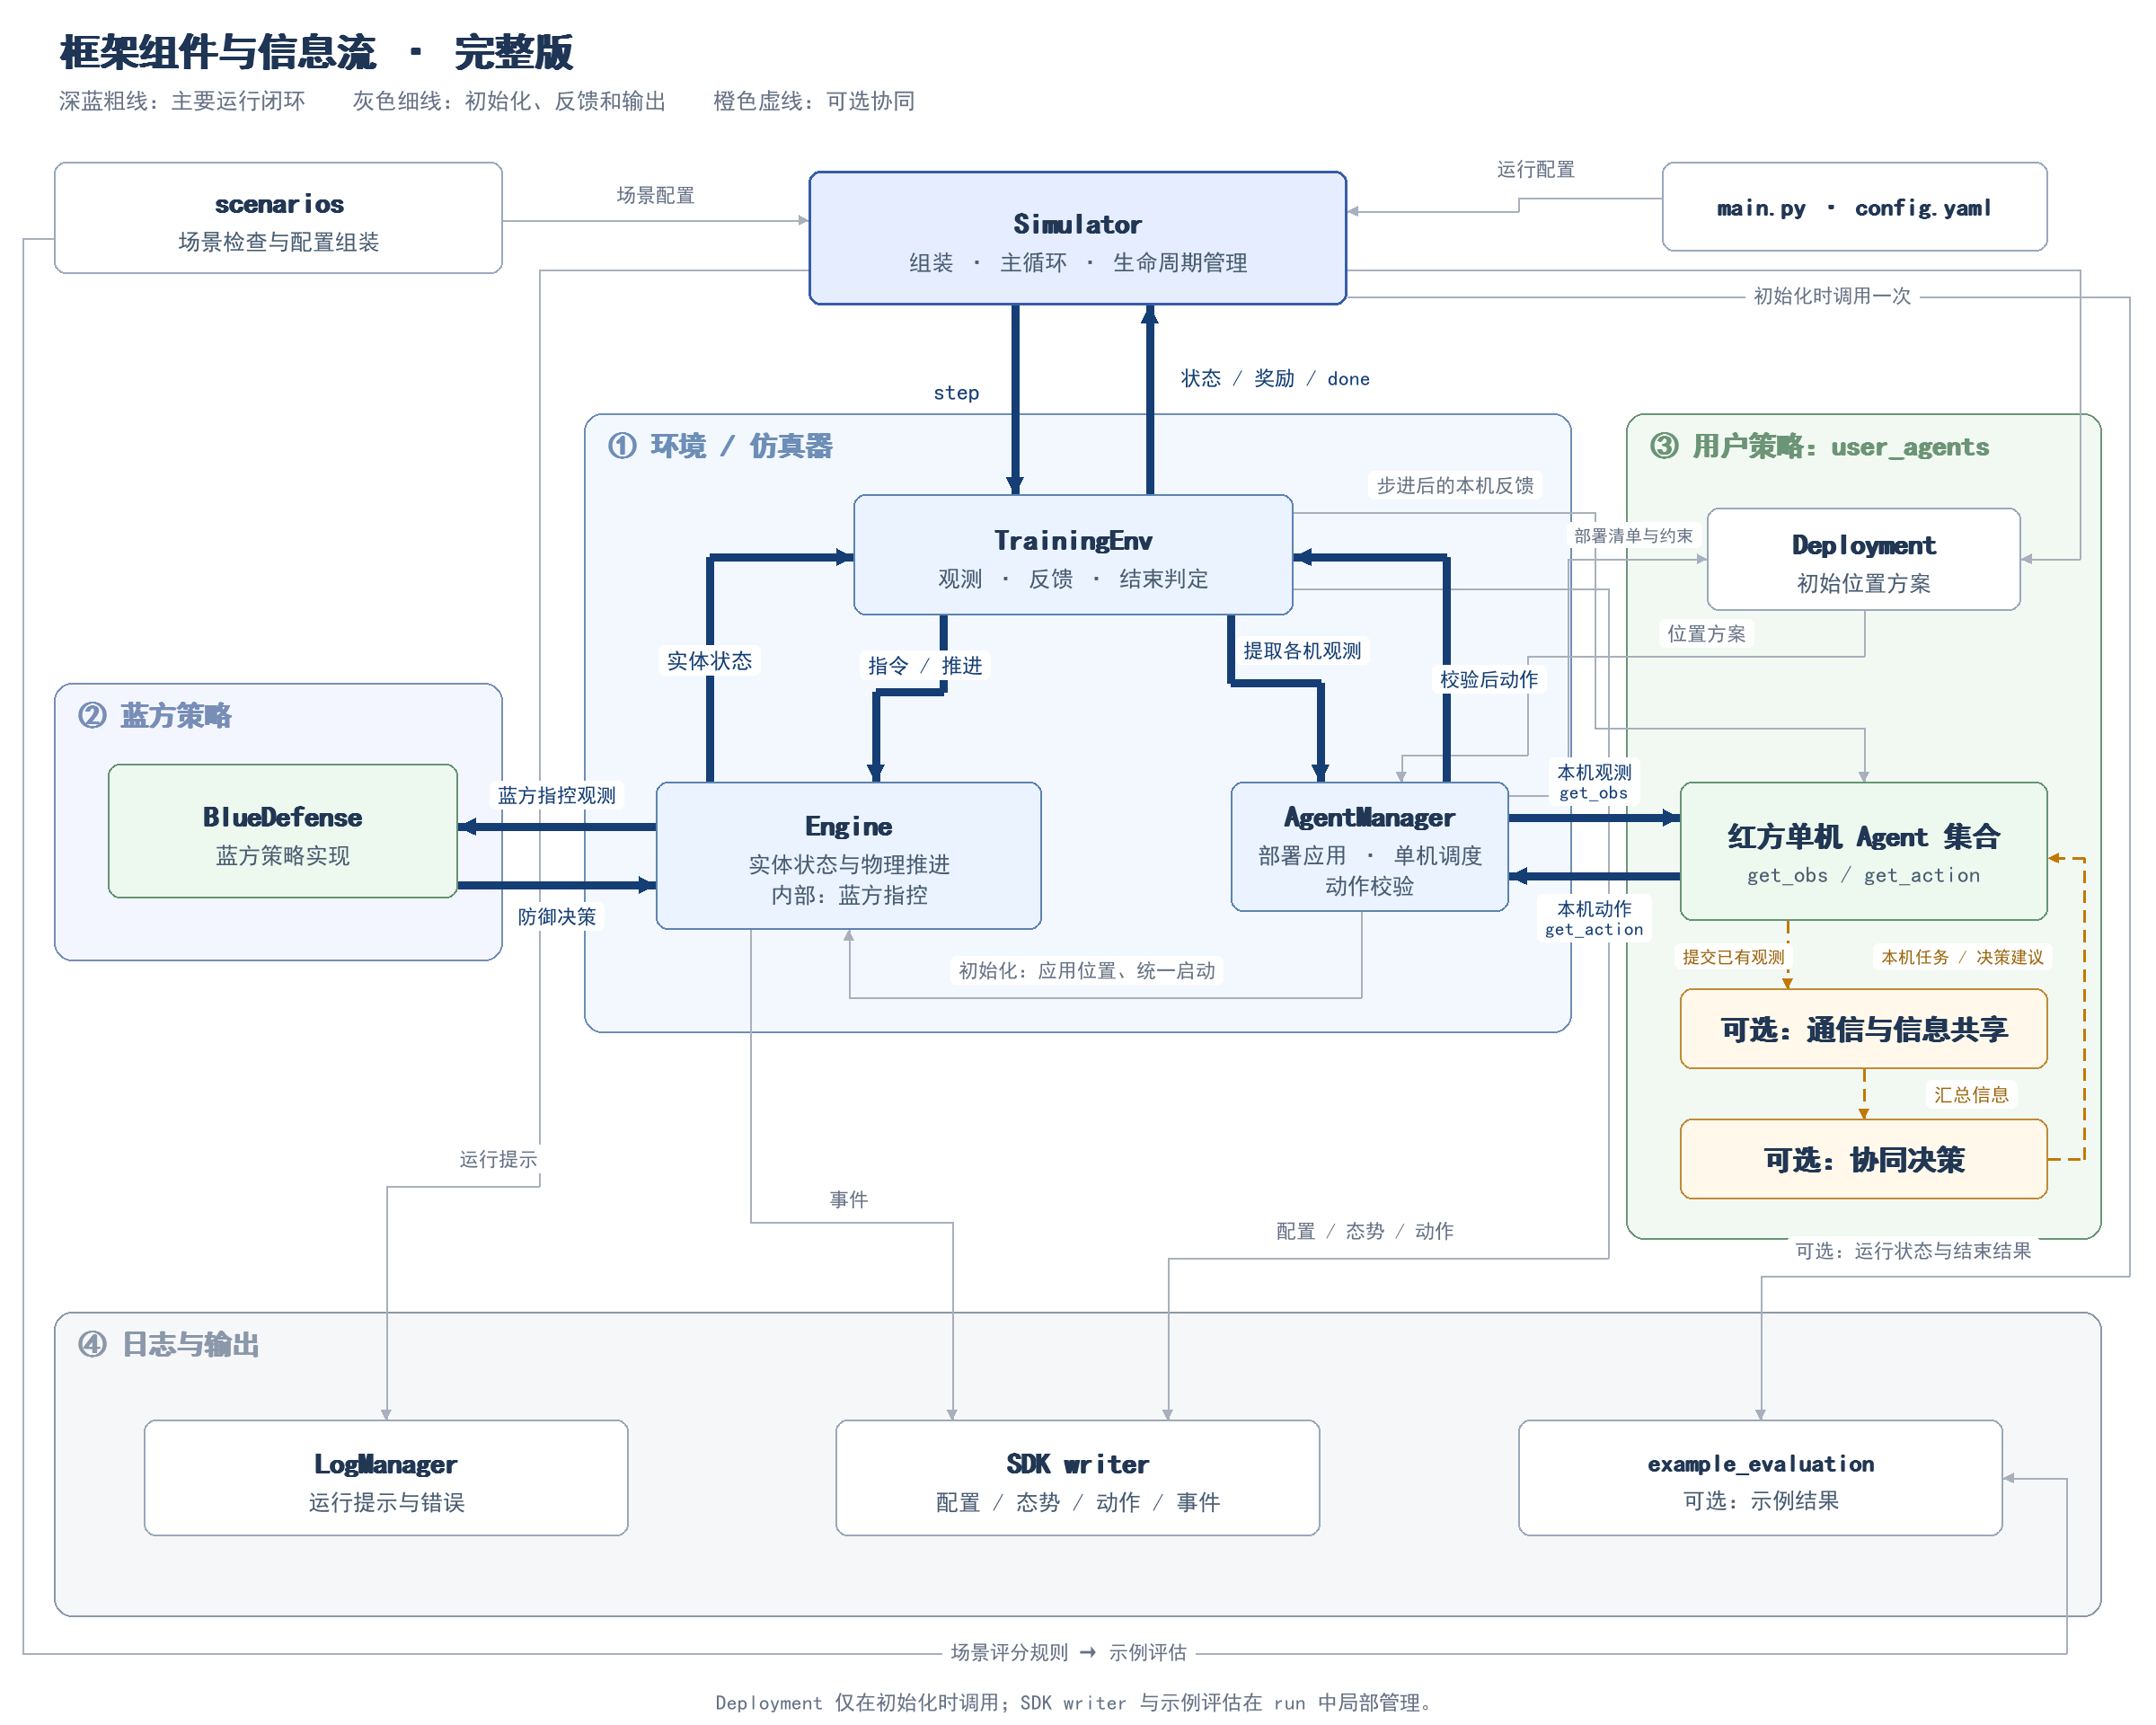 框架组件与信息流 · 完整版
深蓝粗线：主要运行闭环 灰色细线：初始化、反馈和输出 橙色虚线：可选协同
scenarios
场景检查与配置组装
场景配置
Simulator
组装 · 主循环 · 生命周期管理
运行配置
main.py · config.yaml
初始化时调用一次
step
状态 / 奖励 / done
① 环境 / 仿真器
③ 用户策略：user_agents
步进后的本机反馈
TrainingEnv
观测 · 反馈 · 结束判定
部署清单与约束
Deployment
初始位置方案
位置方案
实体状态
指令 / 推进
提取各机观测
校验后动作
② 蓝方策略
BlueDefense
蓝方策略实现
蓝方指控观测
防御决策
Engine
实体状态与物理推进
内部：蓝方指控
AgentManager
部署应用 · 单机调度
动作校验
本机观测
get_obs
本机动作
get_action
红方单机 Agent 集合
get_obs / get_action
初始化：应用位置、统一启动
提交已有观测
本机任务 / 决策建议
可选：通信与信息共享
汇总信息
可选：协同决策
运行提示
事件
配置 / 态势 / 动作
可选：运行状态与结束结果
④ 日志与输出
LogManager
运行提示与错误
SDK writer
配置 / 态势 / 动作 / 事件
example_evaluation
可选：示例结果
场景评分规则 → 示例评估
Deployment 仅在初始化时调用；SDK writer 与示例评估在 run 中局部管理。